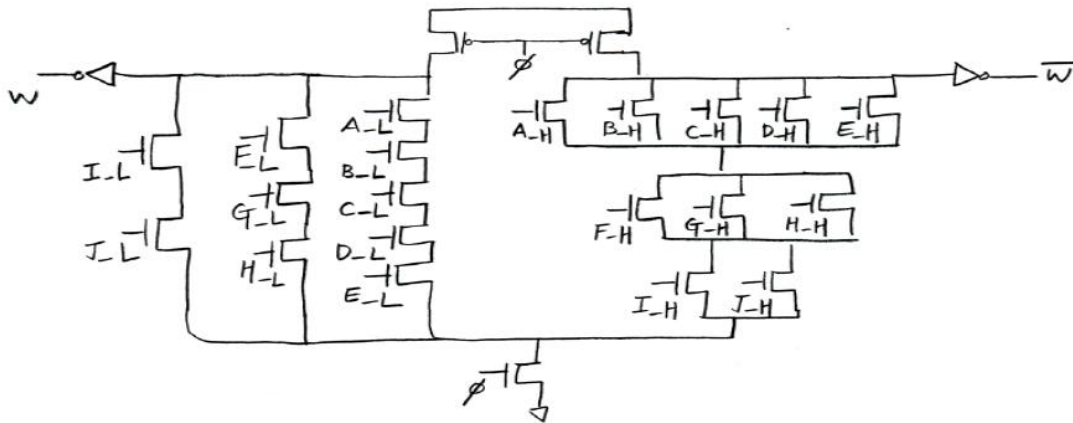 ϕ
W
W̅
A_L
A_H
B_H
C_H
D_H
E_H
I_L
F_L
B_L
G_L
C_L
F_H
G_H
H_H
J_L
H_L
D_L
E_L
I_H
J_H
ϕ